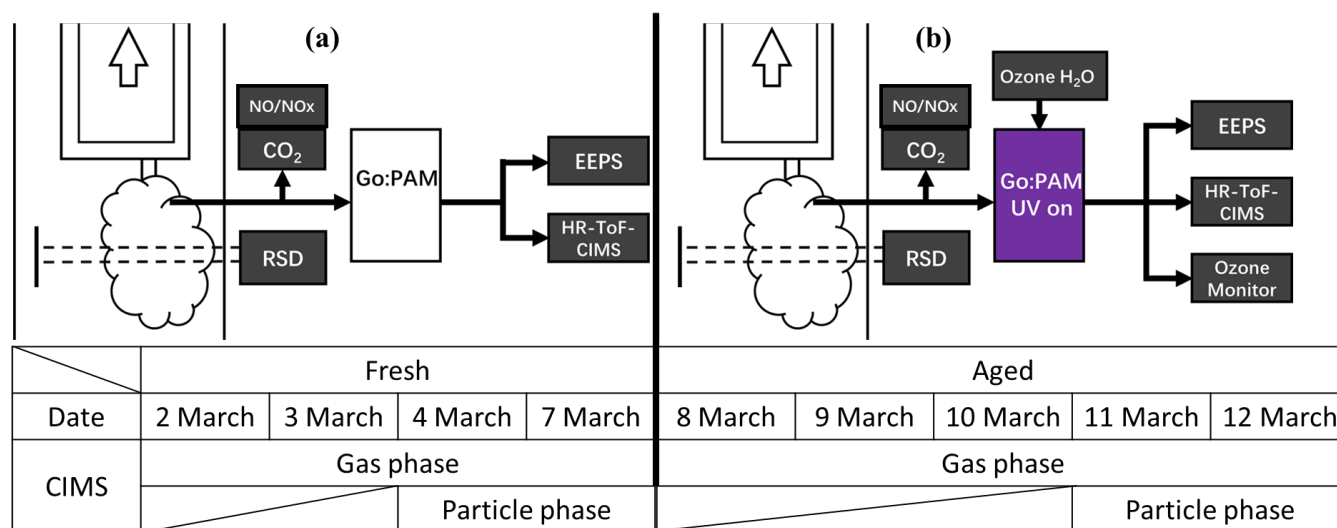 (a)
NO/NOx
CO₂
Go:PAM
EEPS
HR-ToF-
CIMS
RSD
(b)
Ozone H₂O
NO/NOx
CO₂
Go:PAM
UV on
EEPS
HR-ToF-
CIMS
RSD
Ozone
Monitor
Fresh
Aged
Date
2 March
3 March
4 March
7 March
8 March
9 March
10 March
11 March
12 March
CIMS
Gas phase
Gas phase
Particle phase
Particle phase